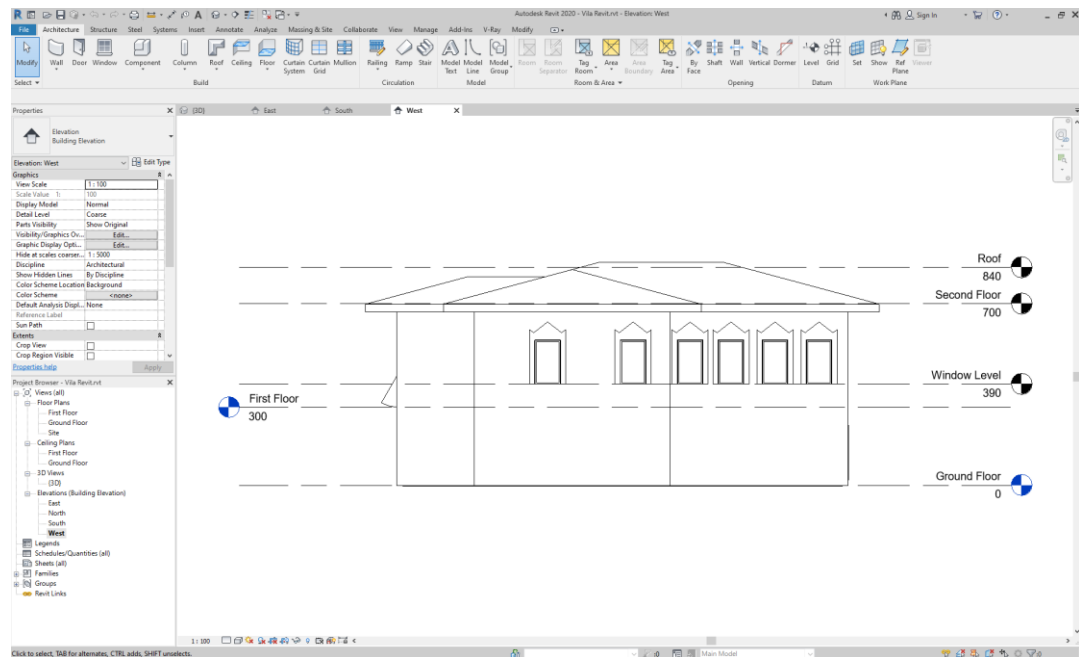 Autodesk Revit 2020 - Vila Revit.rvt - Elevation: West
Sign In
File Architecture Structure Steel Systems Insert Annotate Analyze Massing & Site Collaborate View Manage Add-Ins V-Ray Modify
Modify Wall Door Window Component Column Roof Ceiling Floor Curtain System Curtain Grid Mullion Railing Ramp Stair Model Text Model Line Model Group Room Room Separator Tag Room Area Area Boundary Tag Area By Face Shaft Wall Vertical Dormer Level Grid Set Show Ref Plane Viewer
Select Build Circulation Model Room & Area Opening Datum Work Plane
Properties X
{3D} East South West X
Elevation
Building Elevation
Elevation: West Edit Type
Graphics
View Scale 1 : 100
Scale Value 1: 100
Display Model Normal
Detail Level Coarse
Parts Visibility Show Original
Visibility/Graphics Ov... Edit...
Graphic Display Opti... Edit...
Hide at scales coarser... 1 : 5000
Discipline Architectural
Show Hidden Lines By Discipline
Color Scheme Location Background
Color Scheme <none>
Default Analysis Displ... None
Reference Label
Sun Path
Extents
Crop View
Crop Region Visible
Properties help Apply
Project Browser - Vila Revit.rvt X
Views (all)
Floor Plans
First Floor
Ground Floor
Site
Ceiling Plans
First Floor
Ground Floor
3D Views
{3D}
Elevations (Building Elevation)
East
North
South
West
Legends
Schedules/Quantities (all)
Sheets (all)
Families
Groups
Revit Links
Roof
840
Second Floor
700
Window Level
390
First Floor
300
Ground Floor
0
1 : 100
Click to select, TAB for alternates, CTRL adds, SHIFT unselects.
:0
Main Model
:0